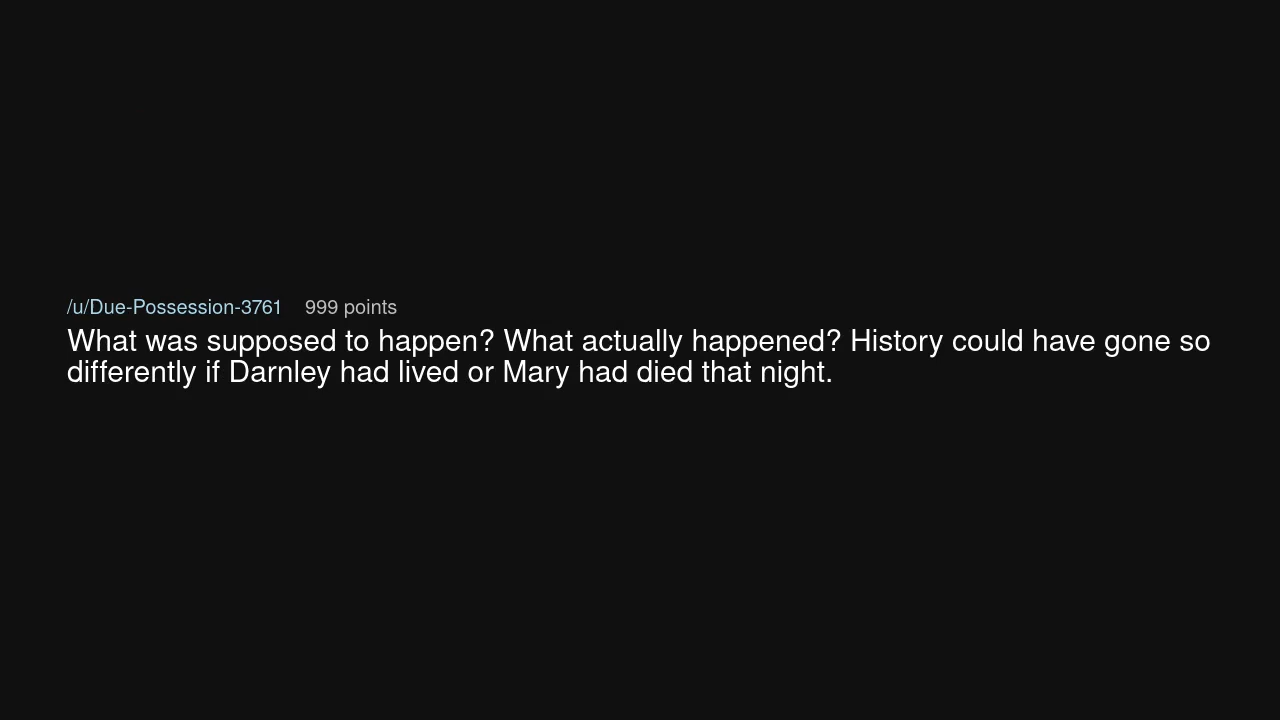 /u/Due-Possession-3761 999 points
What was supposed to happen? What actually happened? History could have gone so
differently if Darnley had lived or Mary had died that night.